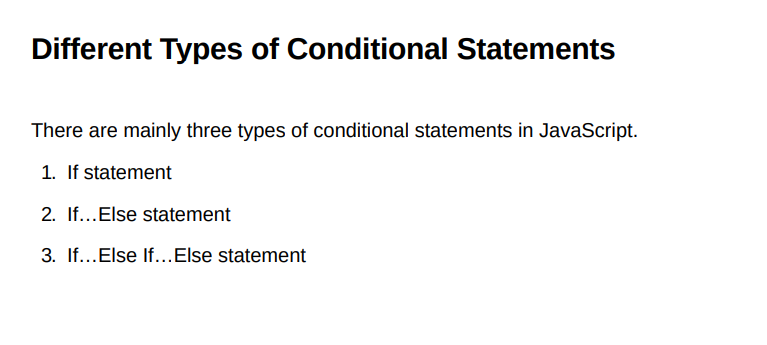 Different Types of Conditional Statements
There are mainly three types of conditional statements in JavaScript.
1. If statement
2. If…Else statement
3. If…Else If…Else statement